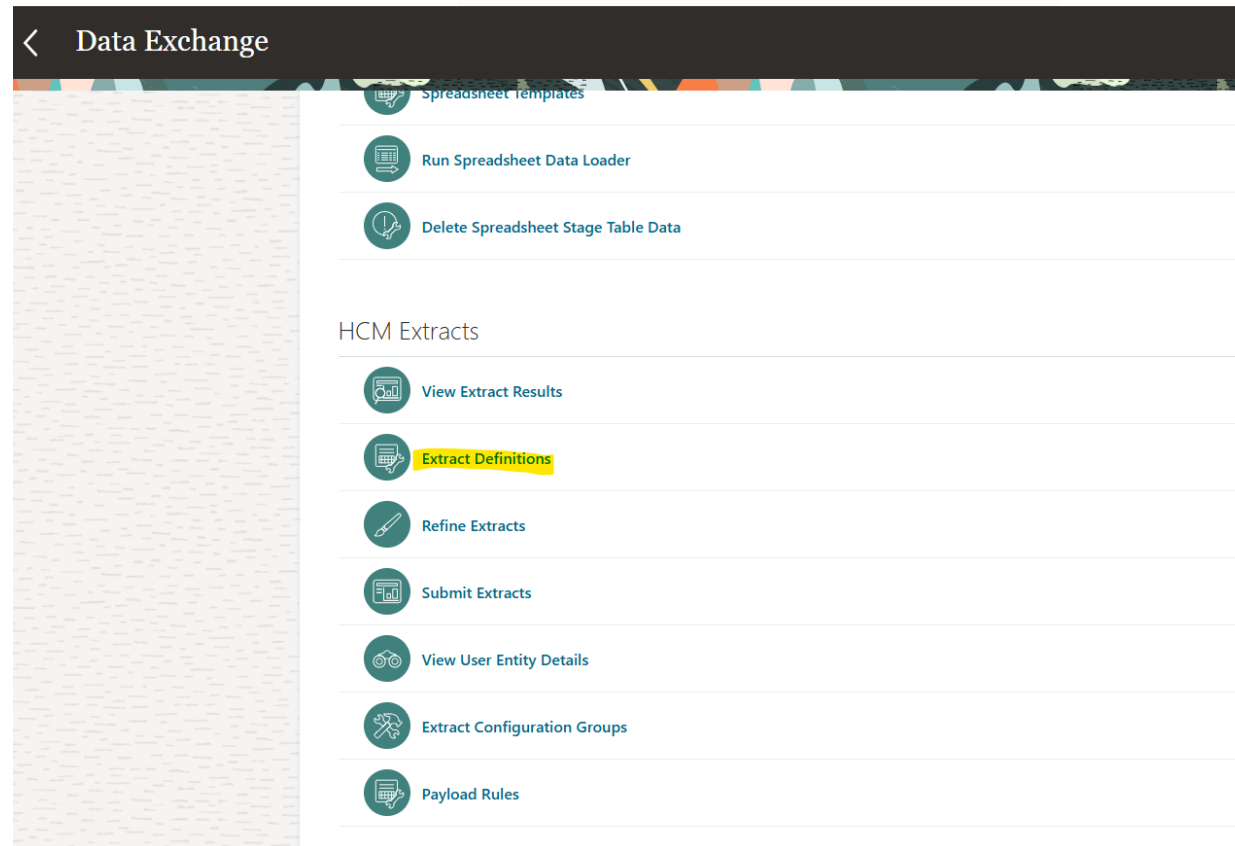 Data Exchange
Spreadsheet Templates
Run Spreadsheet Data Loader
Delete Spreadsheet Stage Table Data
HCM Extracts
View Extract Results
Extract Definitions
Refine Extracts
Submit Extracts
View User Entity Details
Extract Configuration Groups
Payload Rules